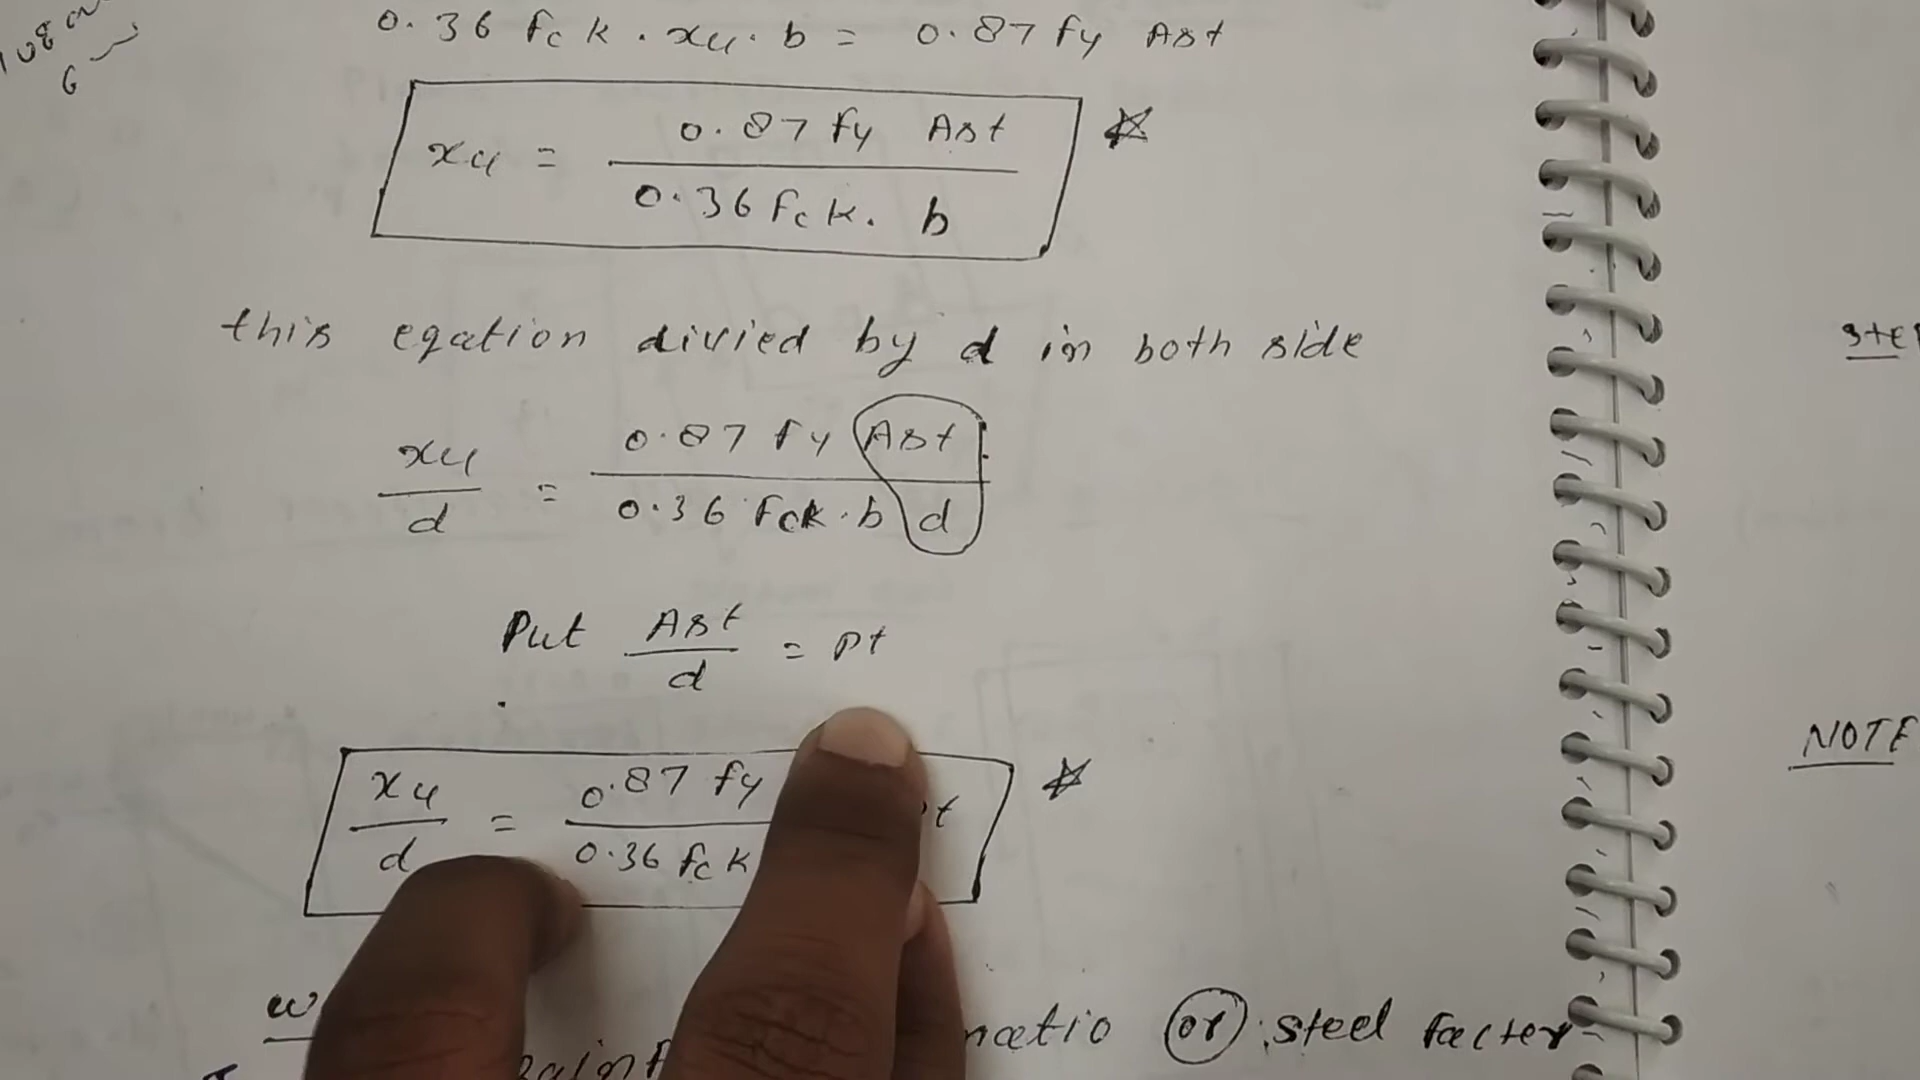 0.36 fck . xu . b = 0.87 fy Ast
xu = 0.87 fy Ast / 0.36 fck . b
this eqation divied by d in both side
xu / d = 0.87 fy Ast / 0.36 fck . b d
Put Ast / d = pt
xu / d = 0.87 fy / 0.36 fck
ratio or steel facter
NOTE